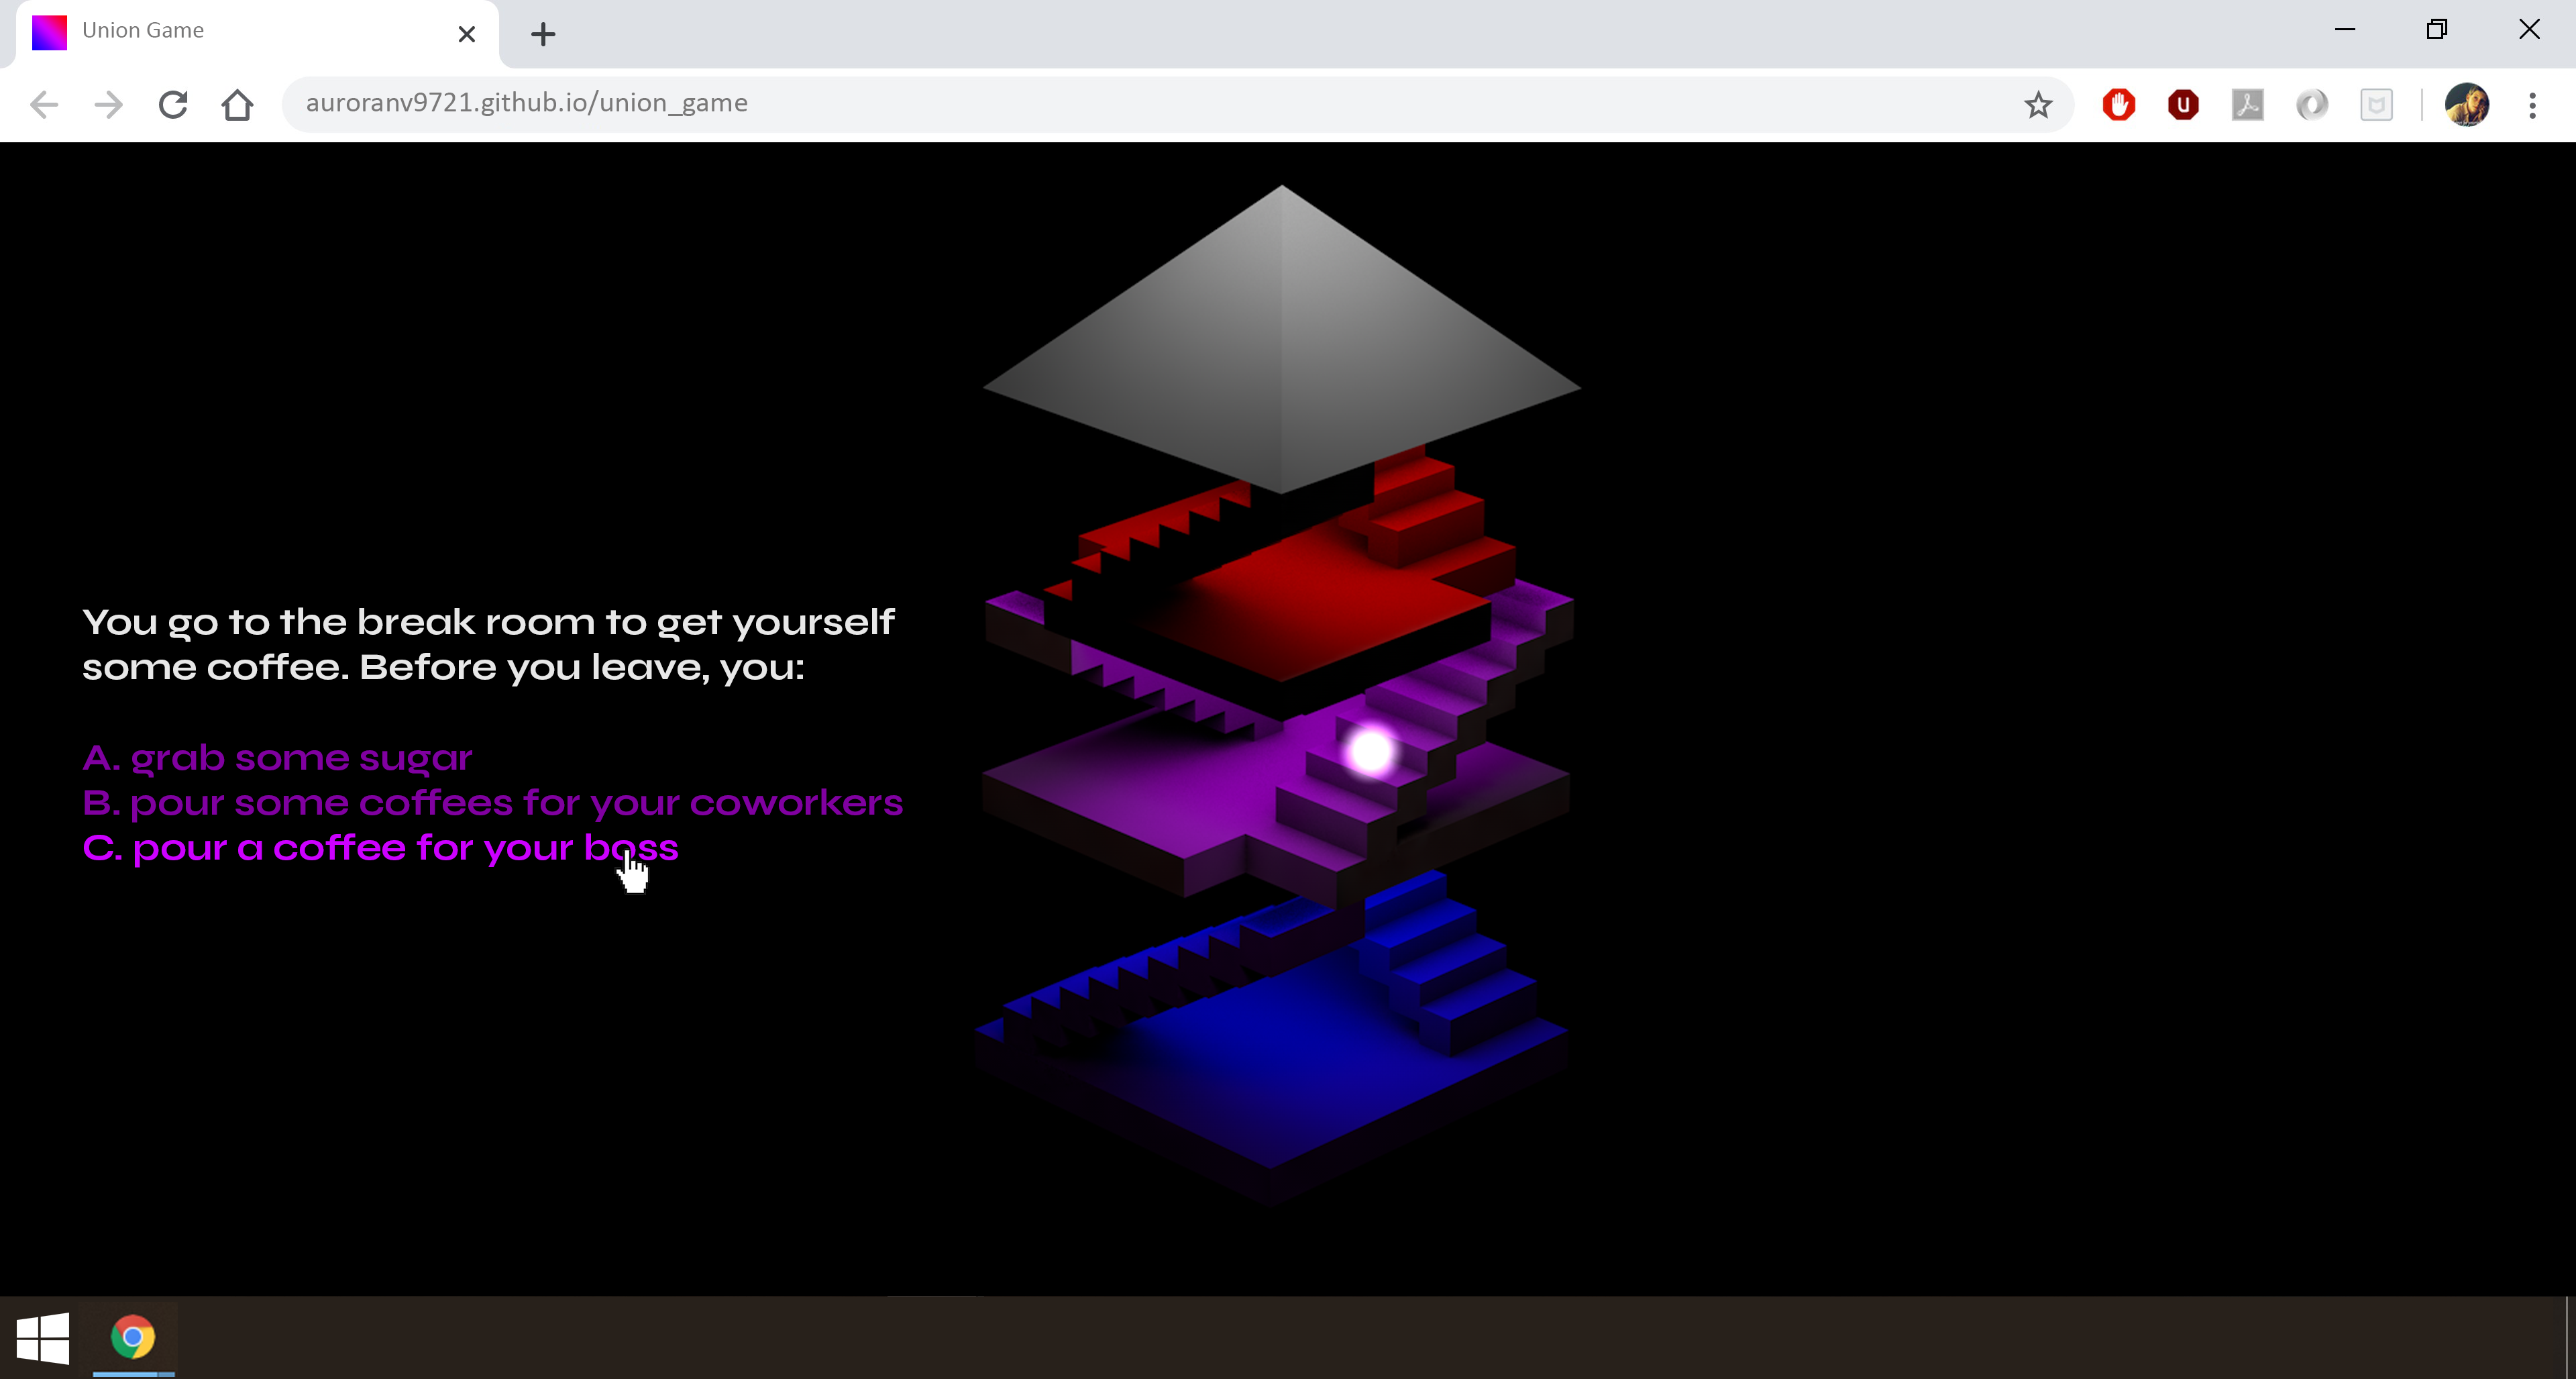 Union Game
auroranv9721.github.io/union_game
You go to the break room to get yourself
some coffee. Before you leave, you:
A. grab some sugar
B. pour some coffees for your coworkers
C. pour a coffee for your boss